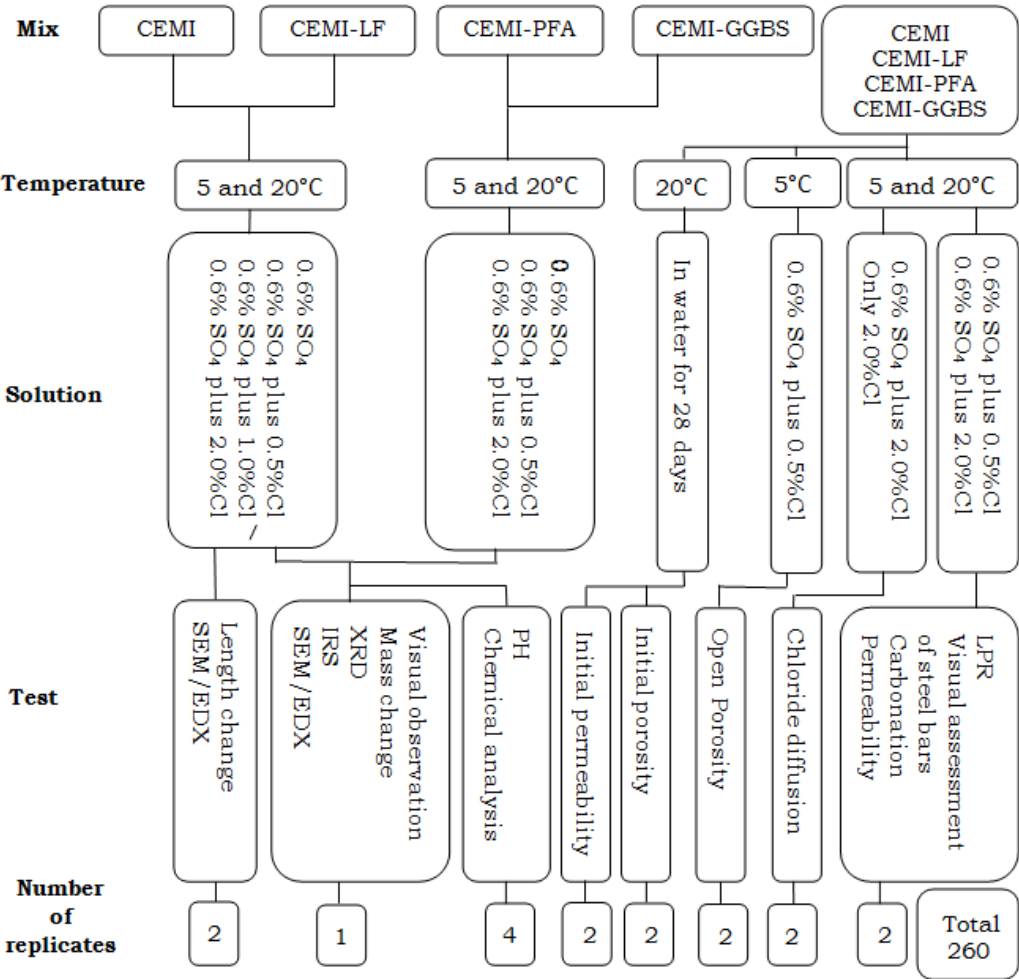 Mix
CEMI
CEMI-LF
CEMI-PFA
CEMI-GGBS
CEMI
CEMI-LF
CEMI-PFA
CEMI-GGBS
Temperature
5 and 20°C
5 and 20°C
20°C
5°C
5 and 20°C
Solution
0.6% SO₄
0.6% SO₄ plus 0.5%Cl
0.6% SO₄ plus 1.0%Cl
0.6% SO₄ plus 2.0%Cl
/
0.6% SO₄
0.6% SO₄ plus 0.5%Cl
0.6% SO₄ plus 2.0%Cl
In water for 28 days
0.6% SO₄ plus 0.5%Cl
0.6% SO₄ plus 2.0%Cl
Only 2.0%Cl
0.6% SO₄ plus 0.5%Cl
0.6% SO₄ plus 2.0%Cl
Test
Length change
SEM/EDX
Visual observation
Mass change
XRD
IRS
SEM/EDX
PH
Chemical analysis
Initial permeability
Initial porosity
Open Porosity
Chloride diffusion
LPR
Visual assessment
of steel bars
Carbonation
Permeability
Number
of
replicates
2
1
4
2
2
2
2
2
Total
260